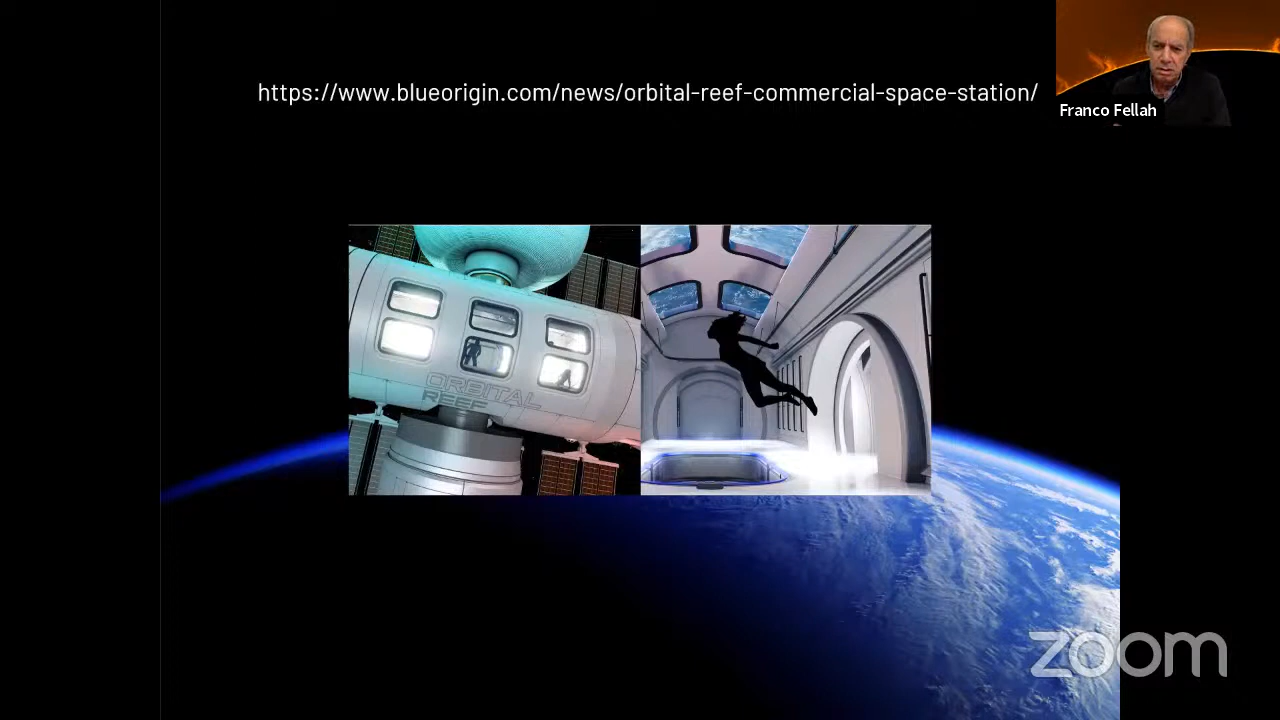 https://www.blueorigin.com/news/orbital-reef-commercial-space-station/
Franco Fellah
ORBITAL
REEF
zoom